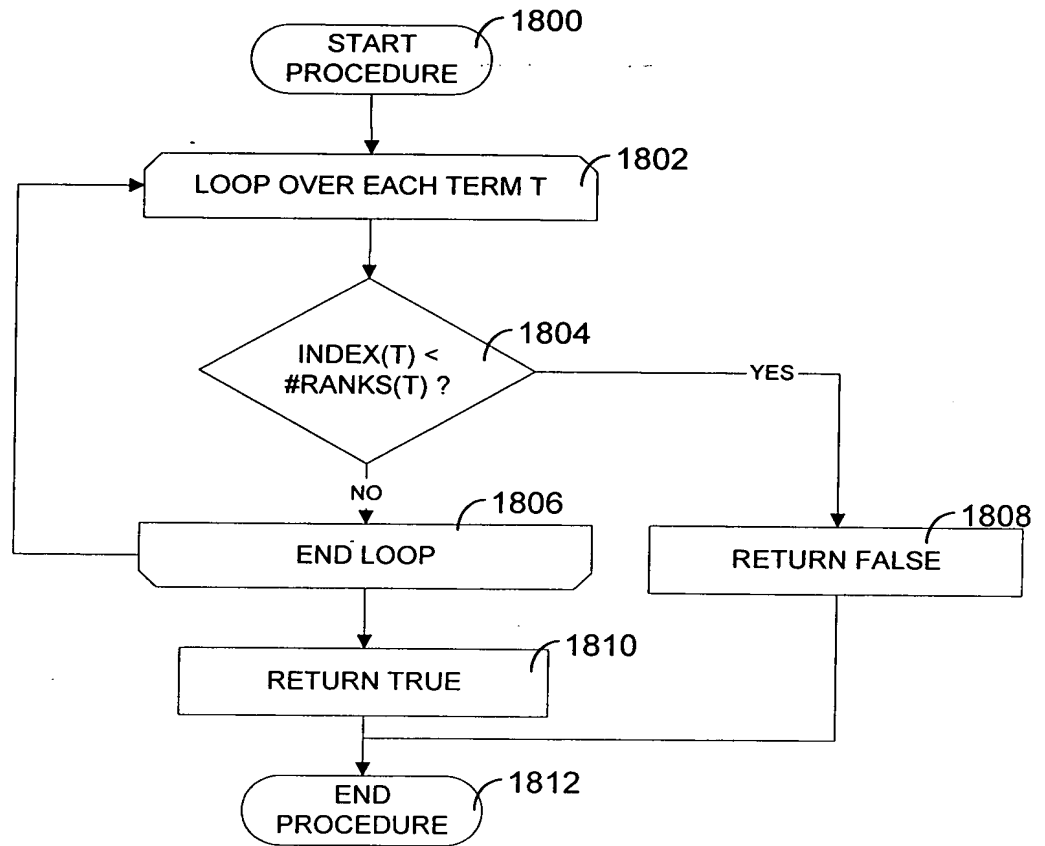 1800
START
PROCEDURE
1802
LOOP OVER EACH TERM T
1804
INDEX(T) <
#RANKS(T) ?
YES
NO
1806
END LOOP
1808
RETURN FALSE
1810
RETURN TRUE
1812
END
PROCEDURE